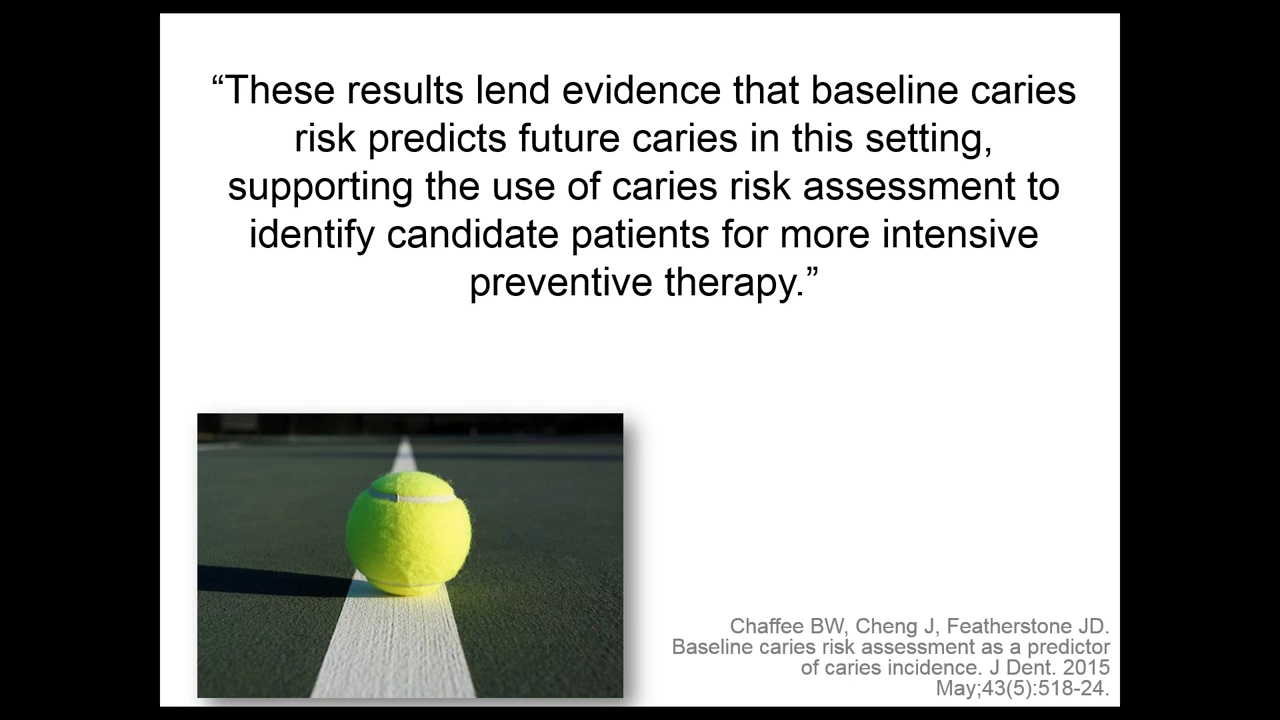 “These results lend evidence that baseline caries
risk predicts future caries in this setting,
supporting the use of caries risk assessment to
identify candidate patients for more intensive
preventive therapy.”
Chaffee BW, Cheng J, Featherstone JD.
Baseline caries risk assessment as a predictor
of caries incidence. J Dent. 2015
May;43(5):518-24.